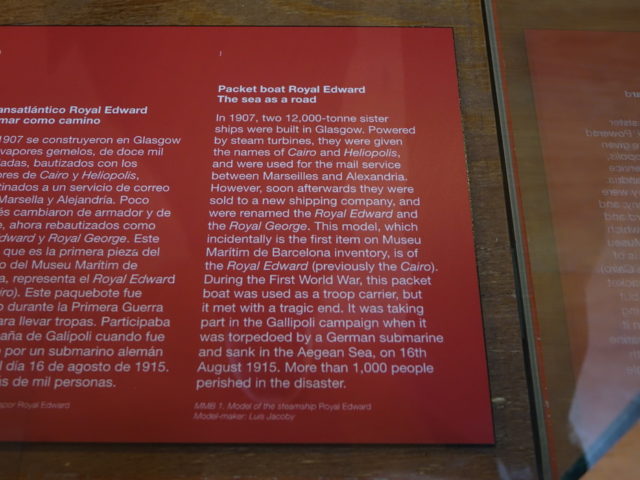 ansatlántico Royal Edward
mar como camino
1907 se construyeron en Glasgow
vapores gemelos, de doce mil
ladas, bautizados con los
res de Cairo y Heliopolis,
tinados a un servicio de correo
Marsella y Alejandría. Poco
és cambiaron de armador y de
e, ahora rebautizados como
dward y Royal George. Este
que es la primera pieza del
o del Museu Marítim de
a, representa el Royal Edward
iro). Este paquebote fue
o durante la Primera Guerra
ara llevar tropas. Participaba
aña de Galípoli cuando fue
por un submarino alemán
l día 16 de agosto de 1915.
ás de mil personas.
por Royal Edward
Packet boat Royal Edward
The sea as a road
In 1907, two 12,000-tonne sister
ships were built in Glasgow. Powered
by steam turbines, they were given
the names of Cairo and Heliopolis,
and were used for the mail service
between Marseilles and Alexandria.
However, soon afterwards they were
sold to a new shipping company, and
were renamed the Royal Edward and
the Royal George. This model, which
incidentally is the first item on Museu
Marítim de Barcelona inventory, is of
the Royal Edward (previously the Cairo).
During the First World War, this packet
boat was used as a troop carrier, but
it met with a tragic end. It was taking
part in the Gallipoli campaign when it
was torpedoed by a German submarine
and sank in the Aegean Sea, on 16th
August 1915. More than 1,000 people
perished in the disaster.
MMB 1. Model of the steamship Royal Edward
Model-maker: Luis Jacoby